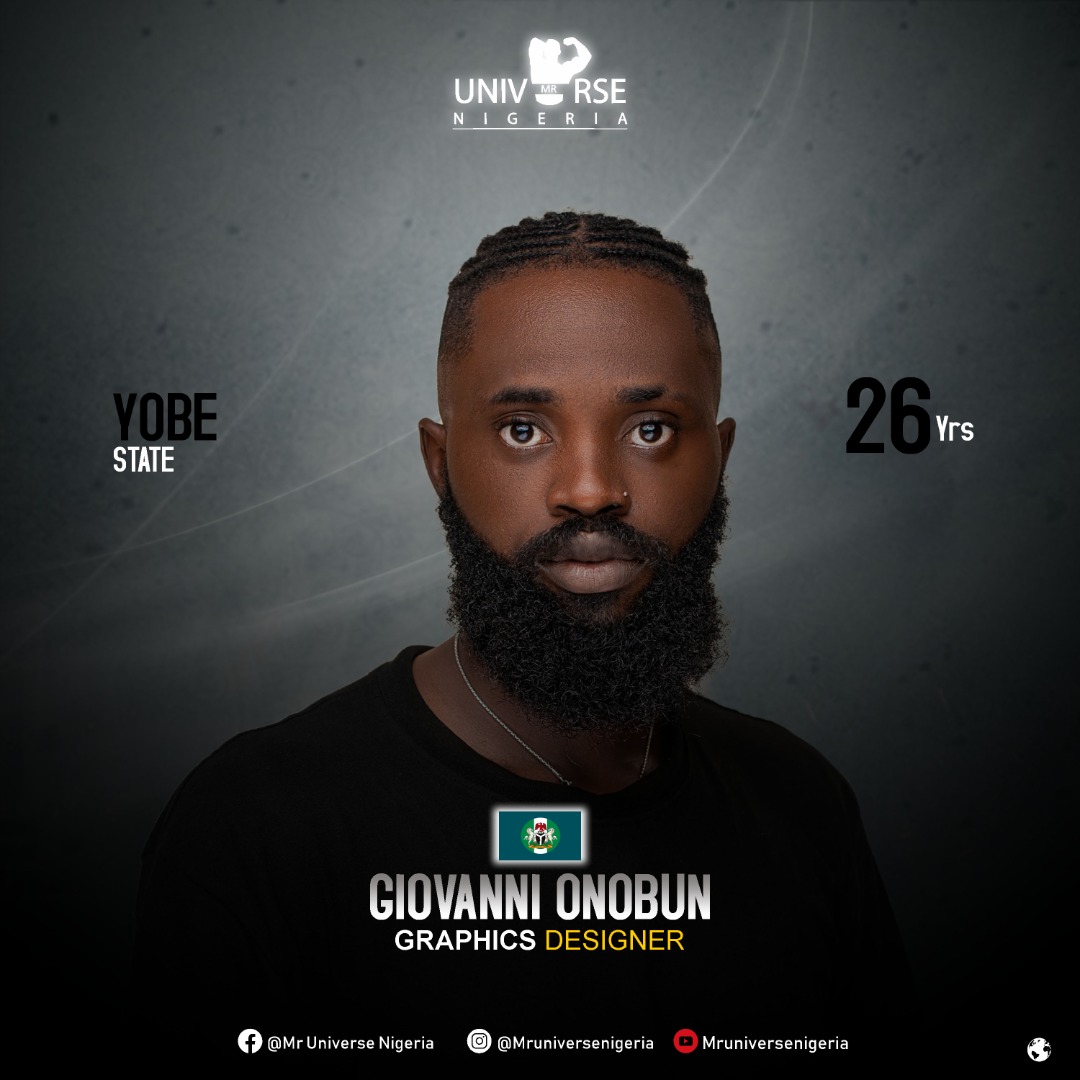 UNIV MR RSE
NIGERIA
YOBE
STATE
26 Yrs
GIOVANNI ONOBUN
GRAPHICS DESIGNER
@Mr Universe Nigeria @Mruniversenigeria Mruniversenigeria